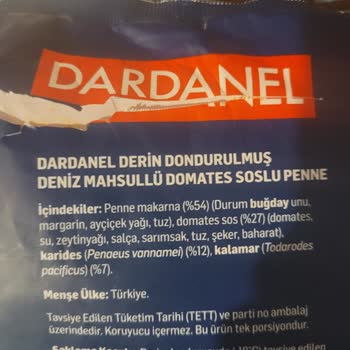 DARDANEL
DARDANEL DERİN DONDURULMUŞ
DENİZ MAHSULLÜ DOMATES SOSLU PENNE
İçindekiler: Penne makarna (%54) (Durum buğday unu,
margarin, ayçiçek yağı, tuz), domates sos (%27) (domates,
su, zeytinyağı, salça, sarımsak, tuz, şeker, baharat),
karides (Penaeus vannamei) (%12), kalamar (Todarodes
pacificus) (%7).
Menşe Ülke: Türkiye.
Tavsiye Edilen Tüketim Tarihi (TETT) ve parti no ambalaj
üzerindedir. Koruyucu içermez. Bu ürün tek porsiyondur.